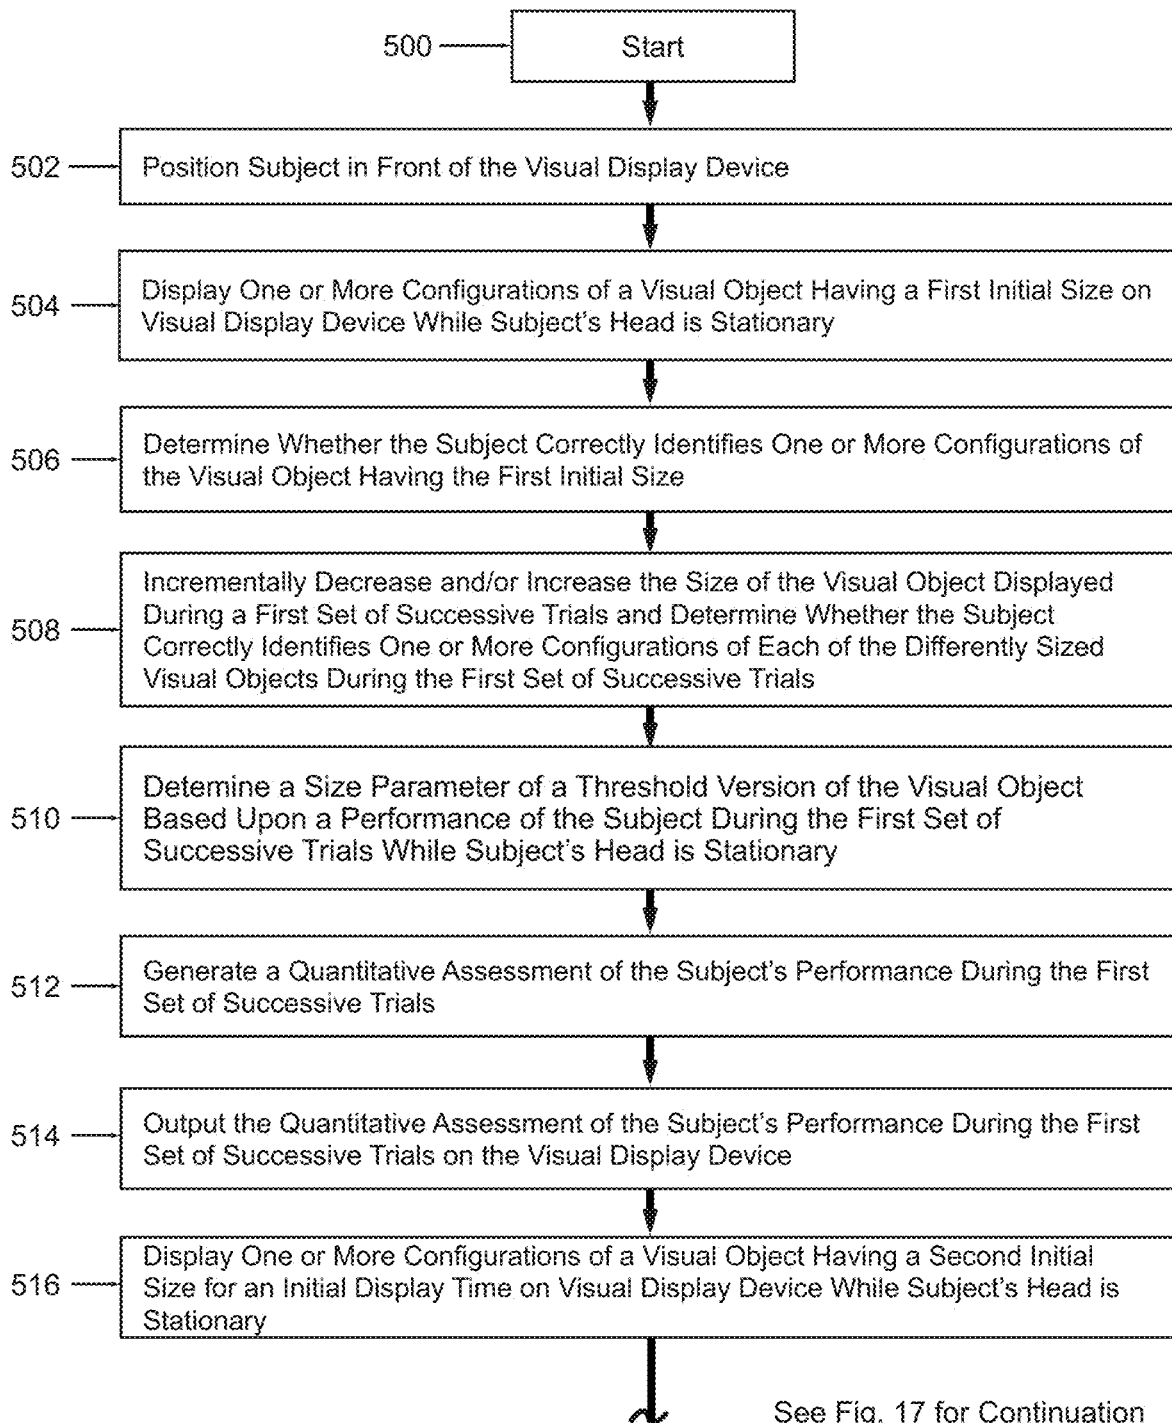 500
Start
502
Position Subject in Front of the Visual Display Device
504
Display One or More Configurations of a Visual Object Having a First Initial Size on
Visual Display Device While Subject's Head is Stationary
506
Determine Whether the Subject Correctly Identifies One or More Configurations of
the Visual Object Having the First Initial Size
508
Incrementally Decrease and/or Increase the Size of the Visual Object Displayed
During a First Set of Successive Trials and Determine Whether the Subject
Correctly Identifies One or More Configurations of Each of the Differently Sized
Visual Objects During the First Set of Successive Trials
510
Detemine a Size Parameter of a Threshold Version of the Visual Object
Based Upon a Performance of the Subject During the First Set of
Successive Trials While Subject's Head is Stationary
512
Generate a Quantitative Assessment of the Subject's Performance During the First
Set of Successive Trials
514
Output the Quantitative Assessment of the Subject's Performance During the First
Set of Successive Trials on the Visual Display Device
516
Display One or More Configurations of a Visual Object Having a Second Initial
Size for an Initial Display Time on Visual Display Device While Subject's Head is
Stationary
See Fig. 17 for Continuation